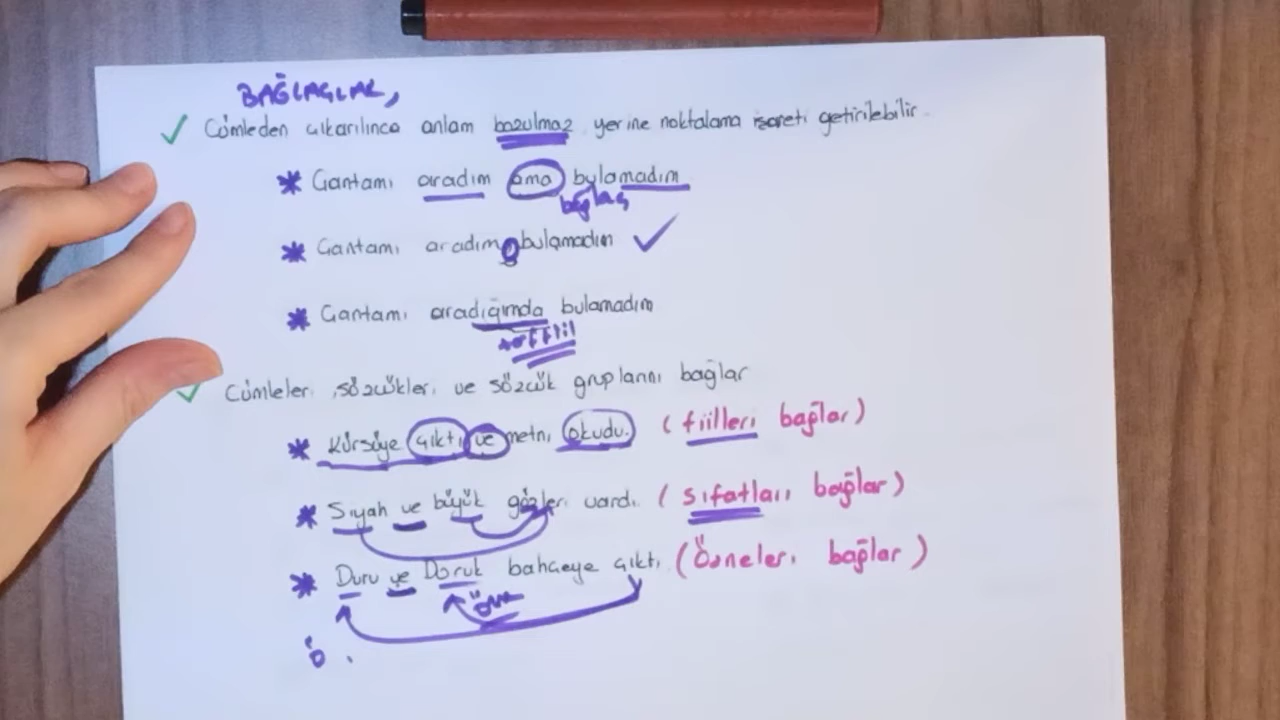 BAĞLAÇLAR,
Cümleden çıkarılınca anlam bozulmaz yerine noktalama işareti getirilebilir.
* Çantamı aradım ama bulamadım
bağlaç
* Çantamı aradım, bulamadım
* Çantamı aradığımda bulamadım
Cümleleri, sözcükleri ve sözcük gruplarını bağlar
* Kürsüye çıktı ve metni okudu. (fiilleri bağlar)
* Siyah ve büyük gözleri vardı. (sıfatları bağlar)
* Duru ve Doruk bahçeye çıktı. (Özneleri bağlar)
Ö